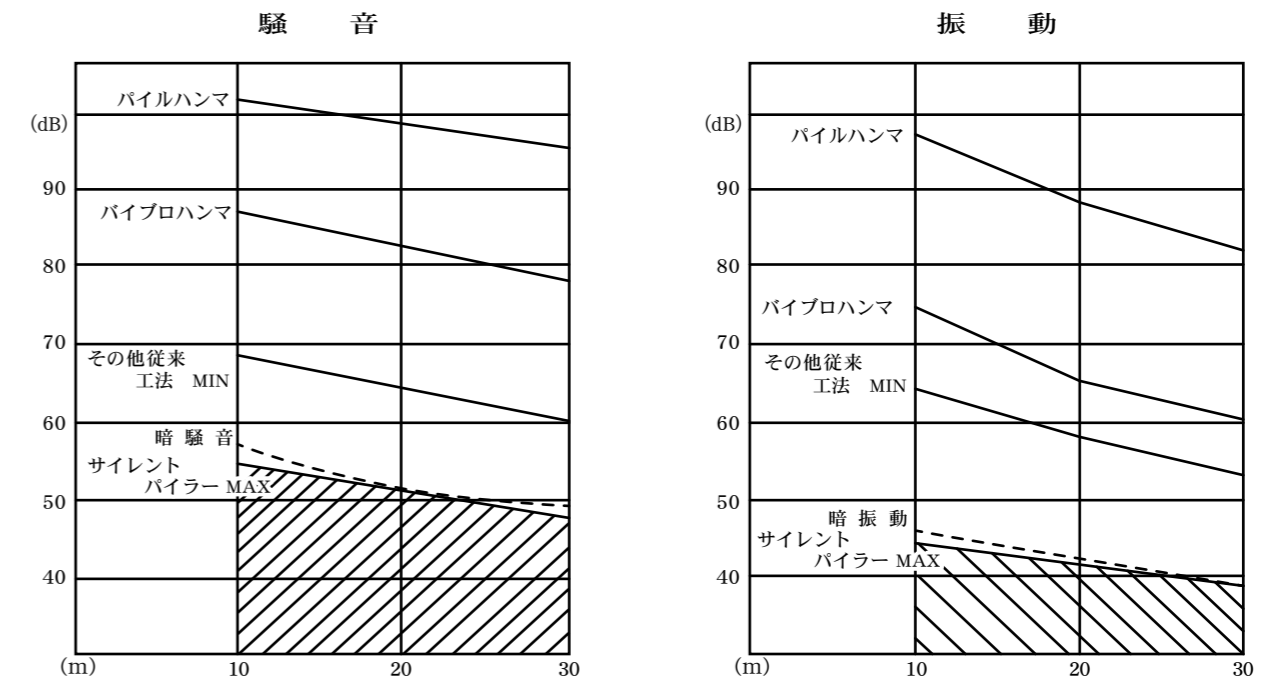 騒 音
(dB)
90
80
70
60
50
40
(m)
10
20
30
パイルハンマ
バイブロハンマ
その他従来
工法 MIN
暗 騒 音
サイレント
パイラー MAX
振 動
(dB)
90
80
70
60
50
40
(m)
10
20
30
パイルハンマ
バイブロハンマ
その他従来
工法 MIN
暗 振 動
サイレント
パイラー MAX